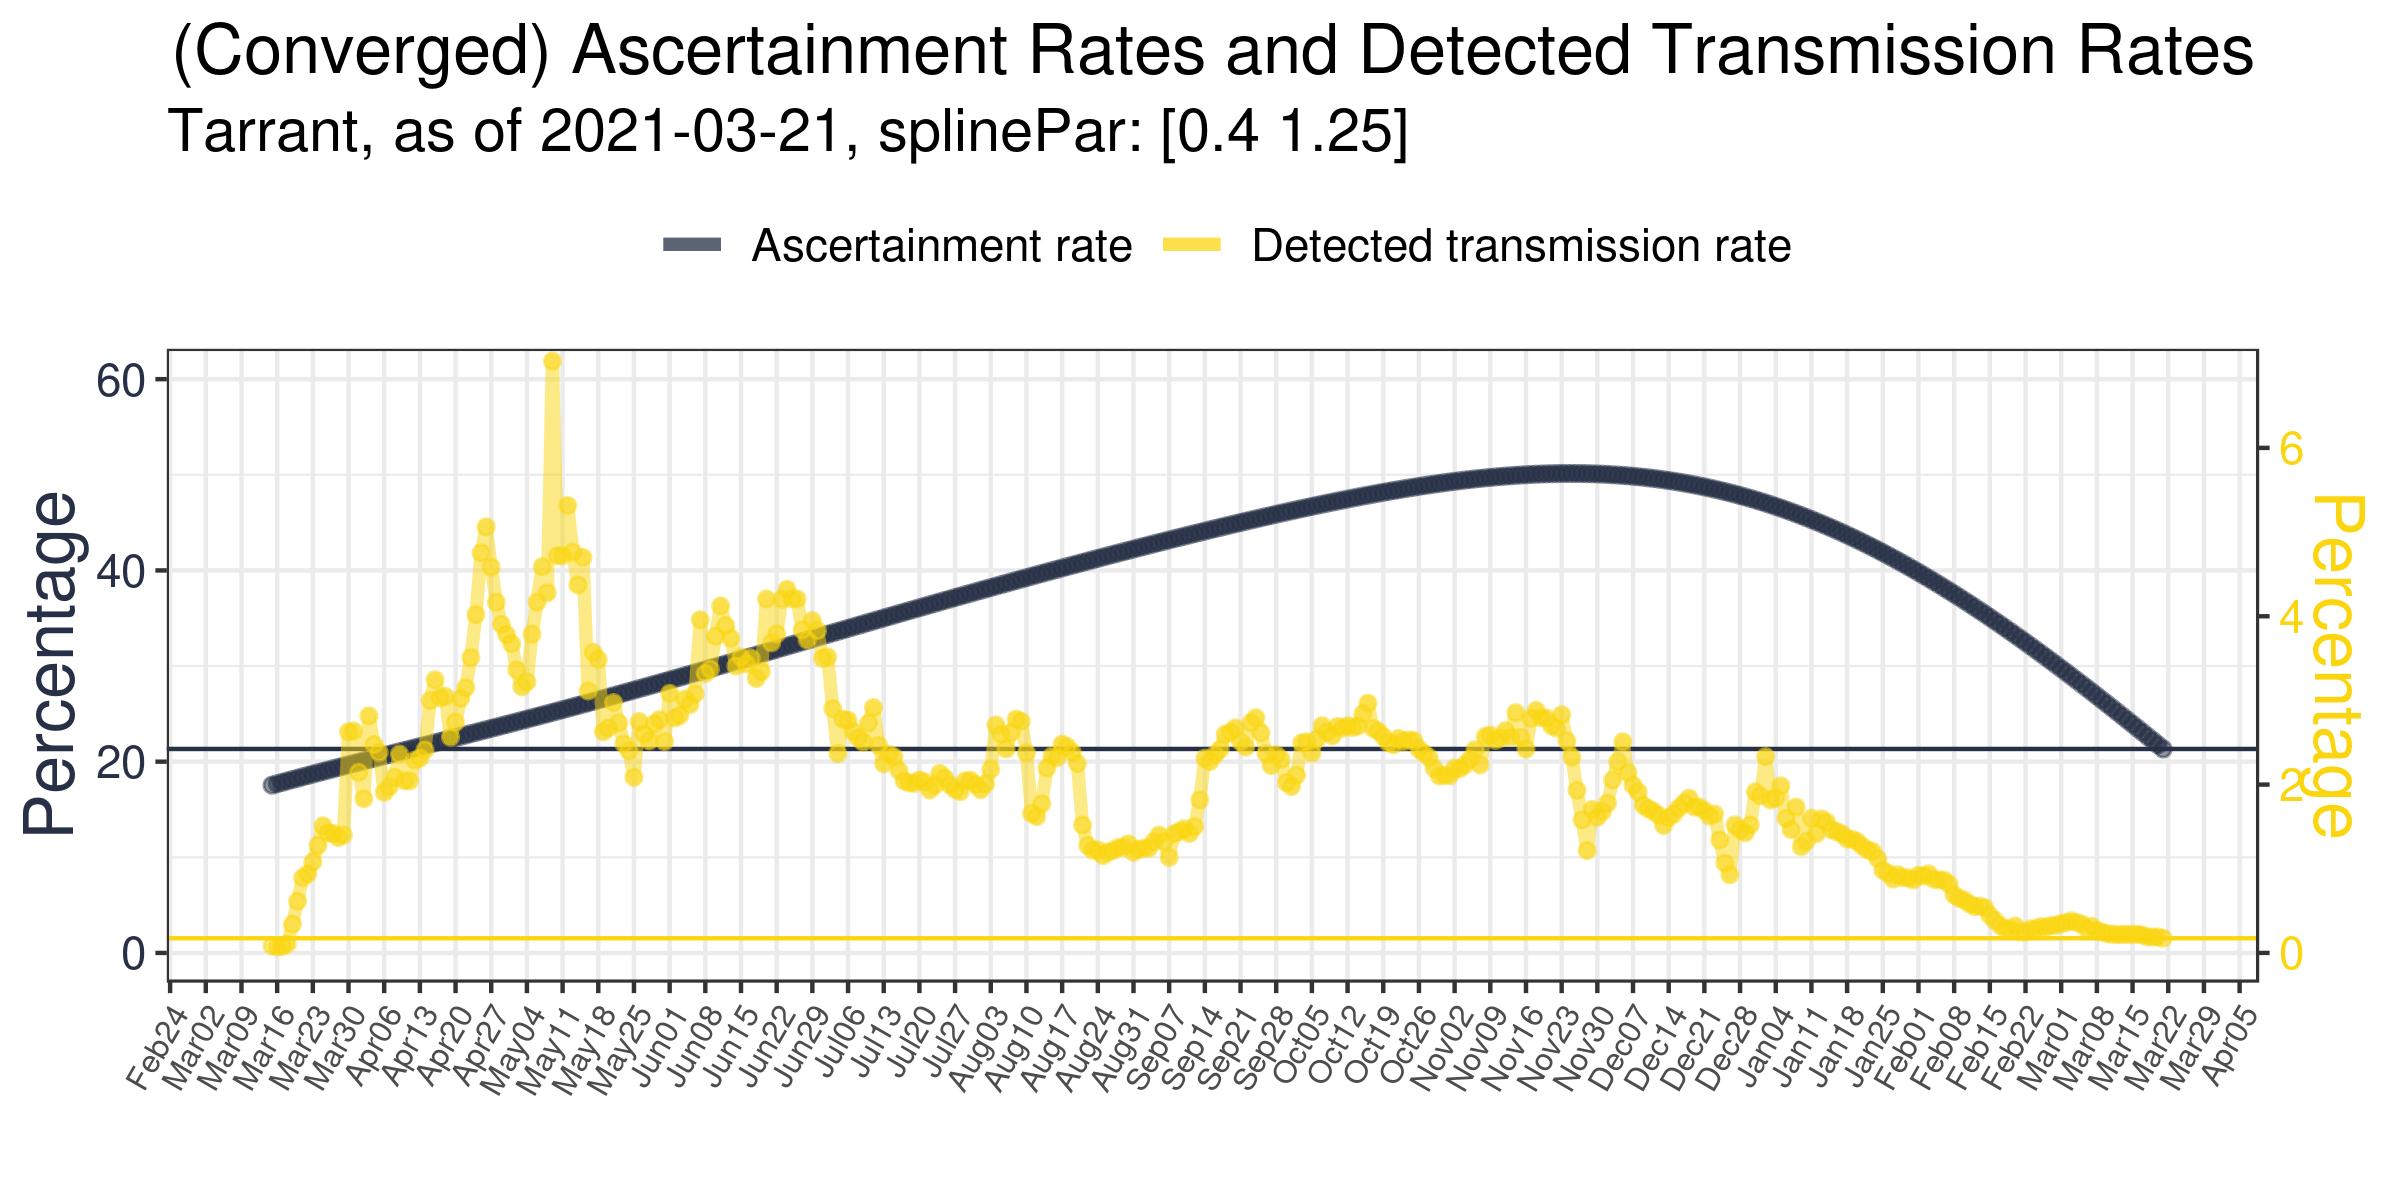 (Converged) Ascertainment Rates and Detected Transmission Rates
Tarrant, as of 2021-03-21, splinePar: [0.4 1.25]
Ascertainment rate
Detected transmission rate
Percentage
60
40
20
0
6
4
2
0
Percentage
Feb24
Mar02
Mar09
Mar16
Mar23
Mar30
Apr06
Apr13
Apr20
Apr27
May04
May11
May18
May25
Jun01
Jun08
Jun15
Jun22
Jun29
Jul06
Jul13
Jul20
Jul27
Aug03
Aug10
Aug17
Aug24
Aug31
Sep07
Sep14
Sep21
Sep28
Oct05
Oct12
Oct19
Oct26
Nov02
Nov09
Nov16
Nov23
Nov30
Dec07
Dec14
Dec21
Dec28
Jan04
Jan11
Jan18
Jan25
Feb01
Feb08
Feb15
Feb22
Mar01
Mar08
Mar15
Mar22
Mar29
Apr05